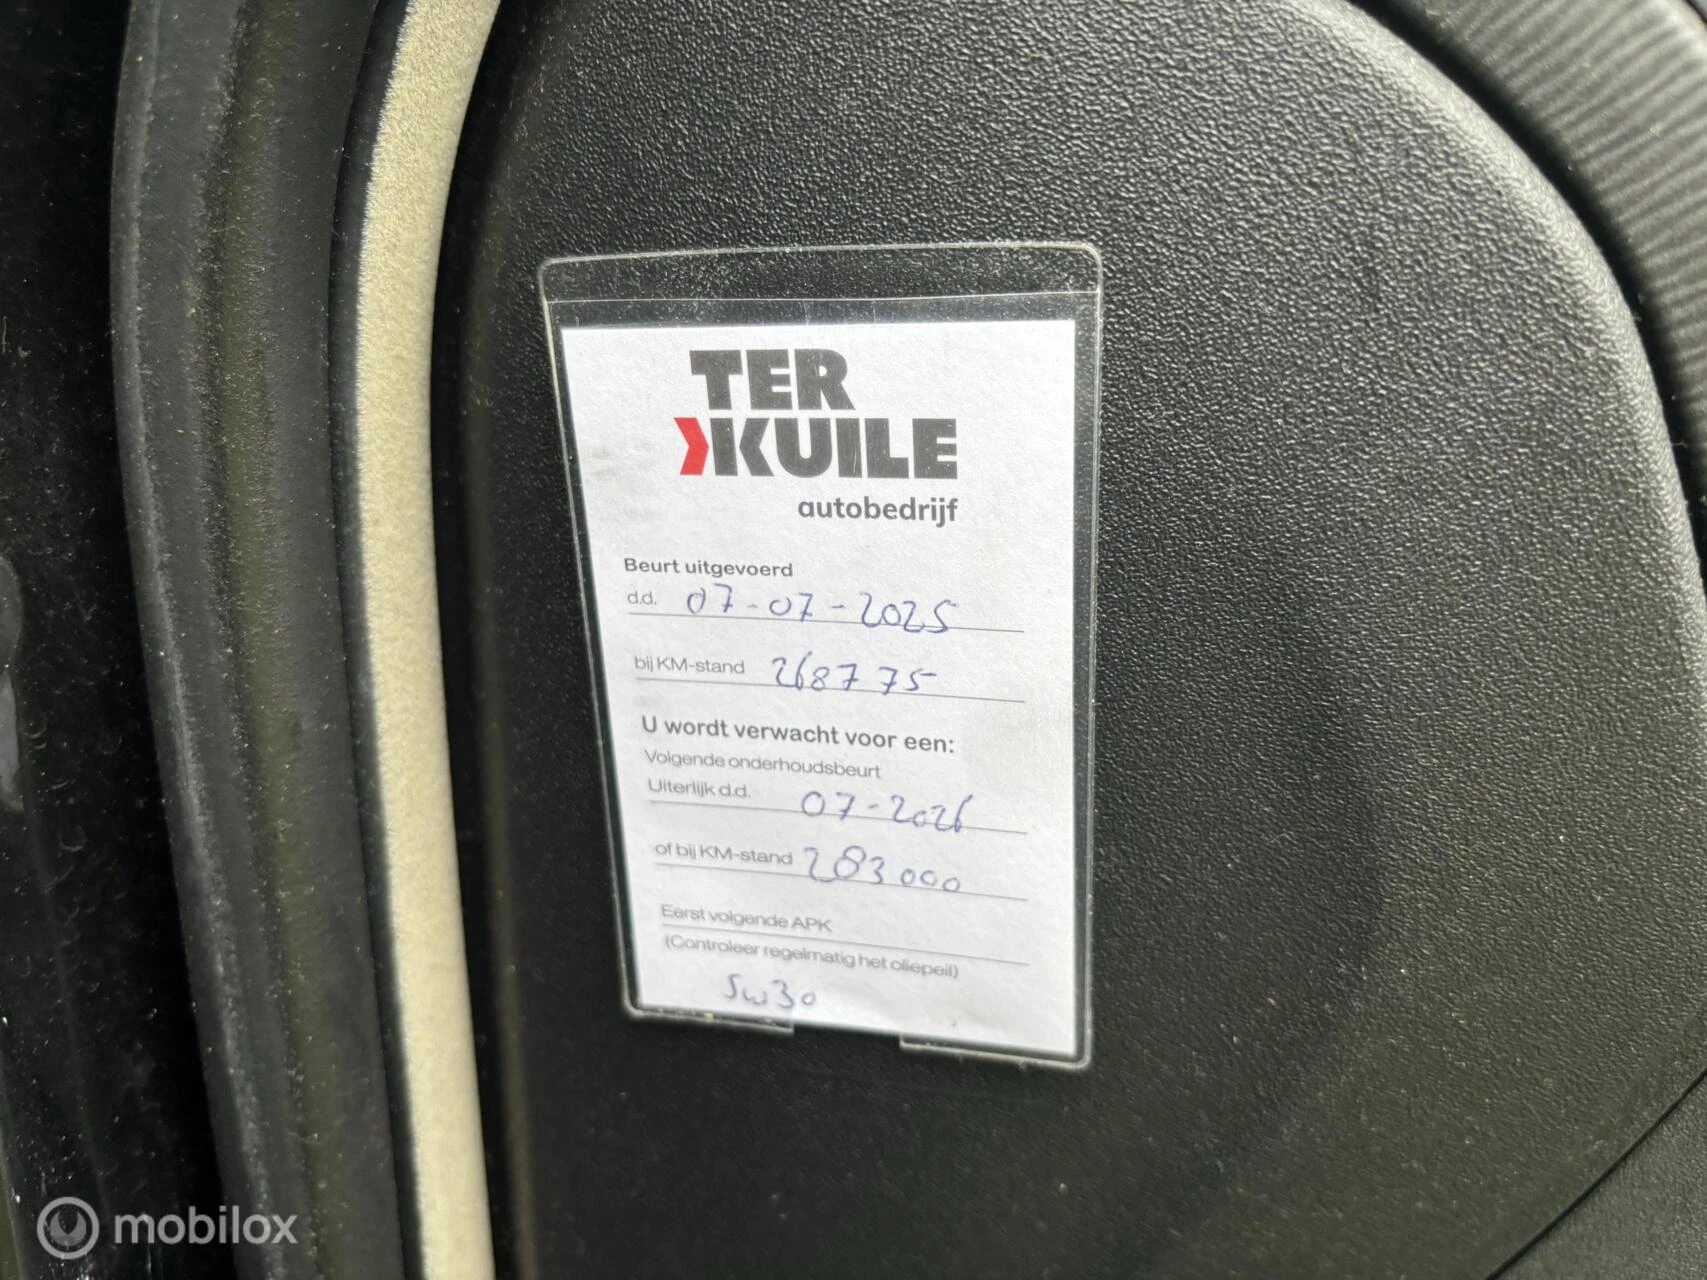 TER
KUILE
autobedrijf
Beurt uitgevoerd
d.d. 07-07-2025
bij KM-stand 268775
U wordt verwacht voor een:
Volgende onderhoudsbeurt
Uiterlijk d.d. 07-2026
of bij KM-stand 283000
Eerst volgende APK
(Controleer regelmatig het oliepeil)
5w30
mobilox